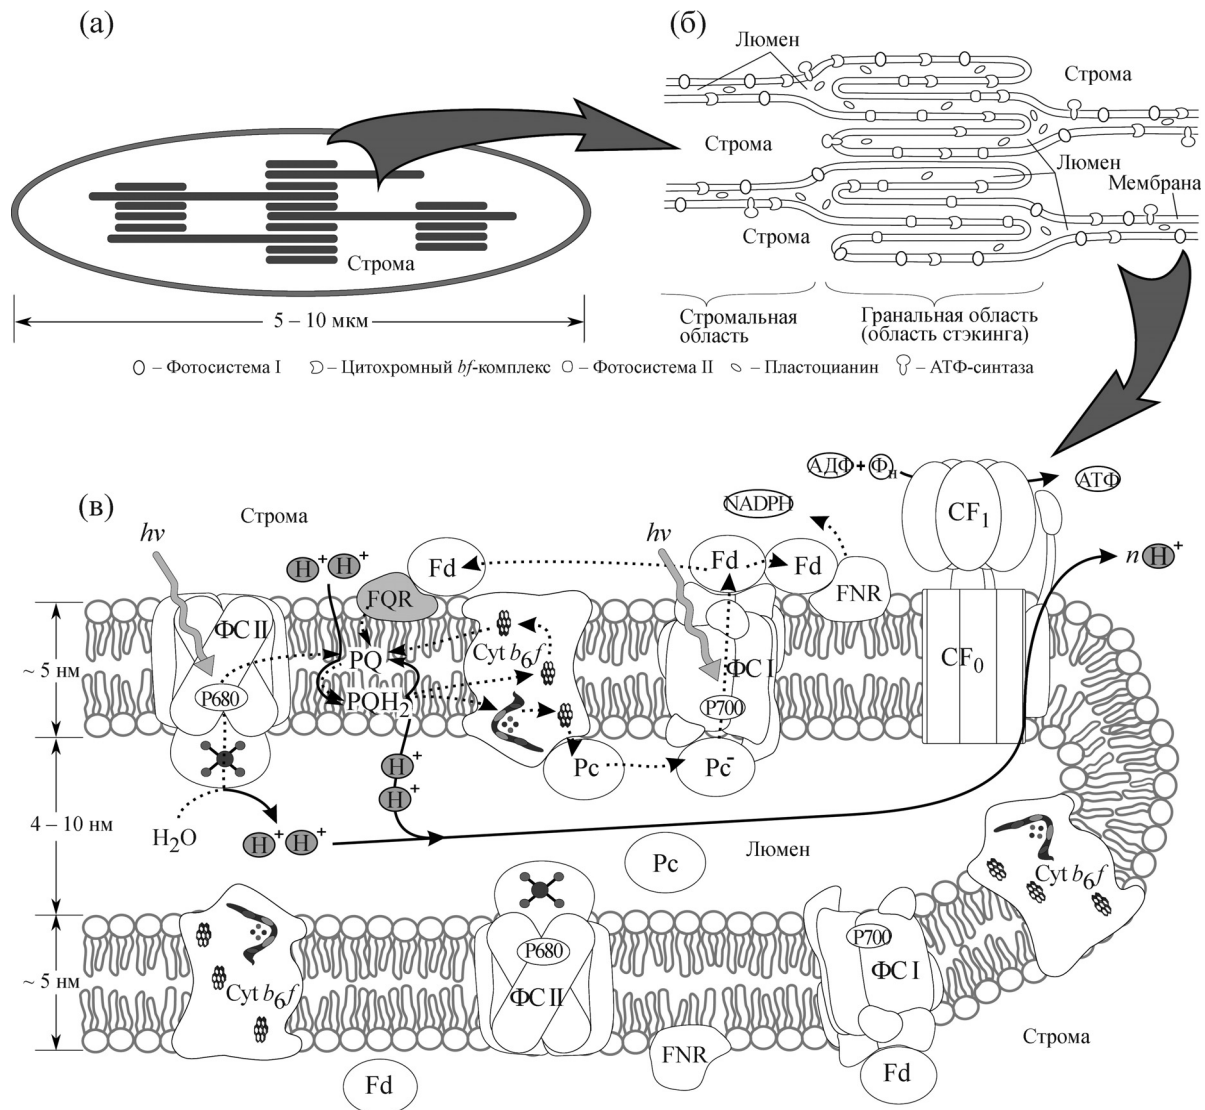 (а)
Строма
5 – 10 мкм
(б)
Люмен
Строма
Строма
Люмен
Мембрана
Строма
Стромальная
область
Гранальная область
(область стэкинга)
– Фотосистема I – Цитохромный bf-комплекс – Фотосистема II – Пластоцианин – АТФ-синтаза
(в)
Строма
hν
H⁺ H⁺
Fd
FQR
ФС II
P680
PQ
PQH₂
Cyt b₆f
H⁺
H⁺
Pc
NADPH
hν
Fd
Fd
FNR
ФС I
P700
Pc⁻
АДФ + Фн
АТФ
CF₁
CF₀
n H⁺
~ 5 нм
4 – 10 нм
~ 5 нм
H₂O
H⁺ H⁺
Pc
Люмен
Cyt b₆f
Cyt b₆f
P680
ФС II
P700
ФС I
FNR
Fd
Fd
Строма